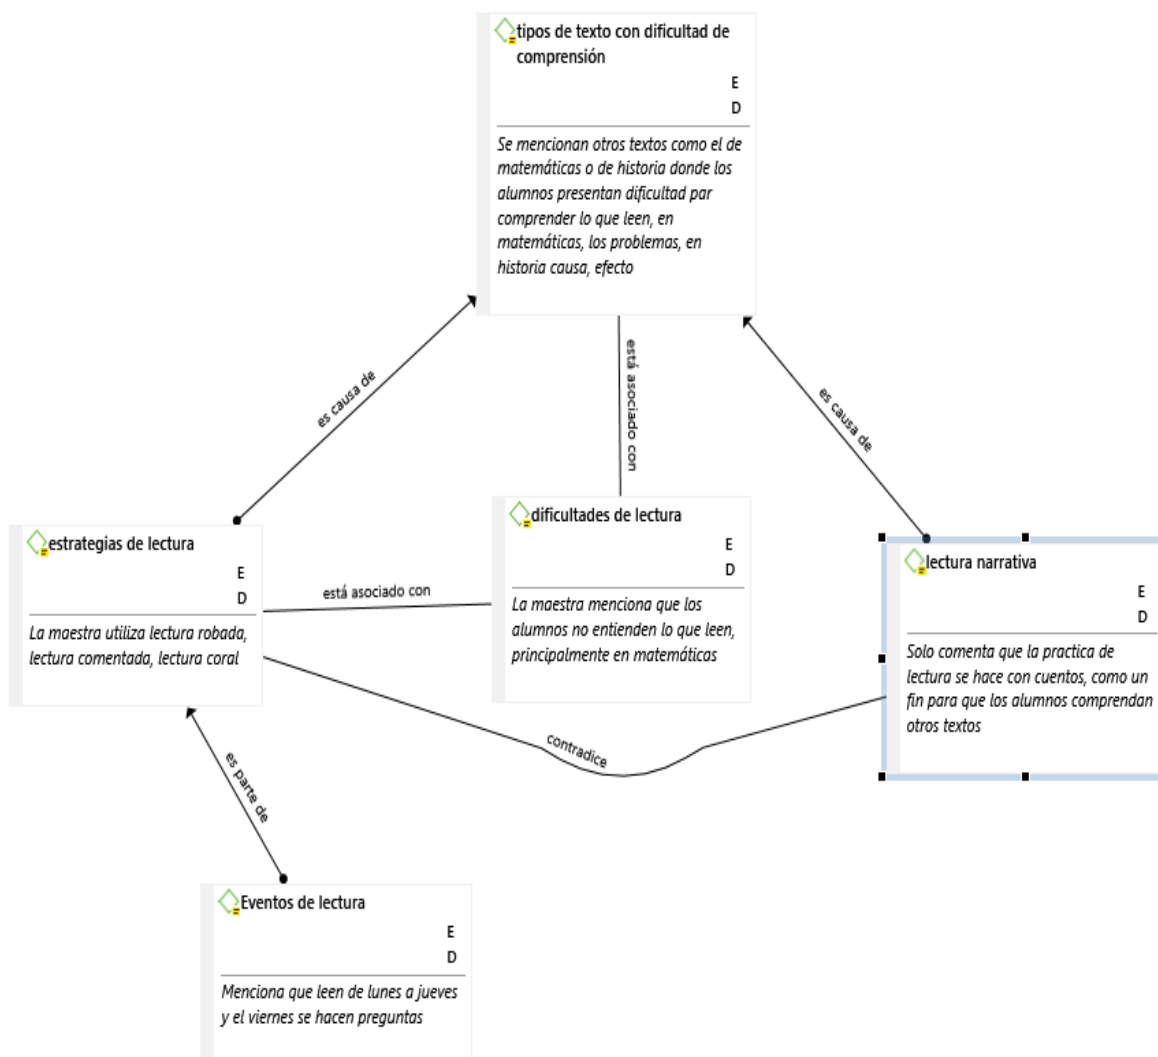 tipos de texto con dificultad de
comprensión
E
D
Se mencionan otros textos como el de
matemáticas o de historia donde los
alumnos presentan dificultad par
comprender lo que leen, en
matemáticas, los problemas, en
historia causa, efecto
es causa de
está asociado con
es causa de
estrategias de lectura
E
D
La maestra utiliza lectura robada,
lectura comentada, lectura coral
está asociado con
dificultades de lectura
E
D
La maestra menciona que los
alumnos no entienden lo que leen,
principalmente en matemáticas
lectura narrativa
E
D
Solo comenta que la practica de
lectura se hace con cuentos, como un
fin para que los alumnos comprendan
otros textos
contradice
es parte de
Eventos de lectura
E
D
Menciona que leen de lunes a jueves
y el viernes se hacen preguntas